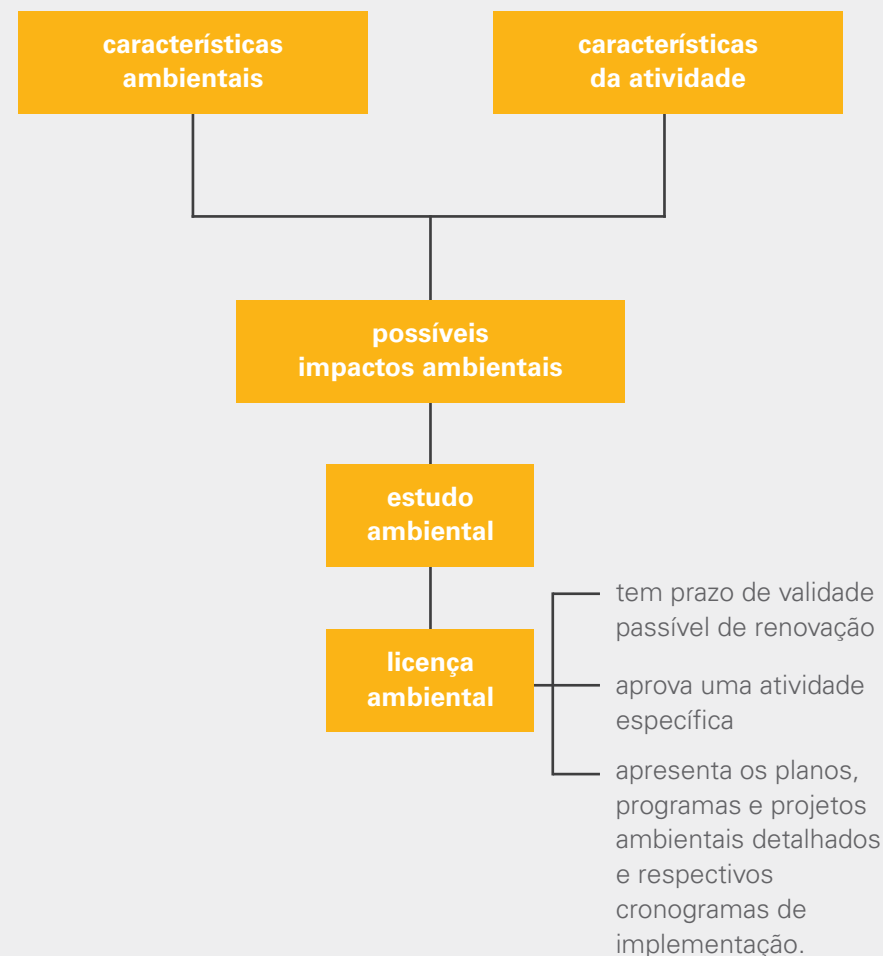 características
ambientais
características
da atividade
possíveis
impactos ambientais
estudo
ambiental
licença
ambiental
tem prazo de validade
passível de renovação
aprova uma atividade
específica
apresenta os planos,
programas e projetos
ambientais detalhados
e respectivos
cronogramas de
implementação.